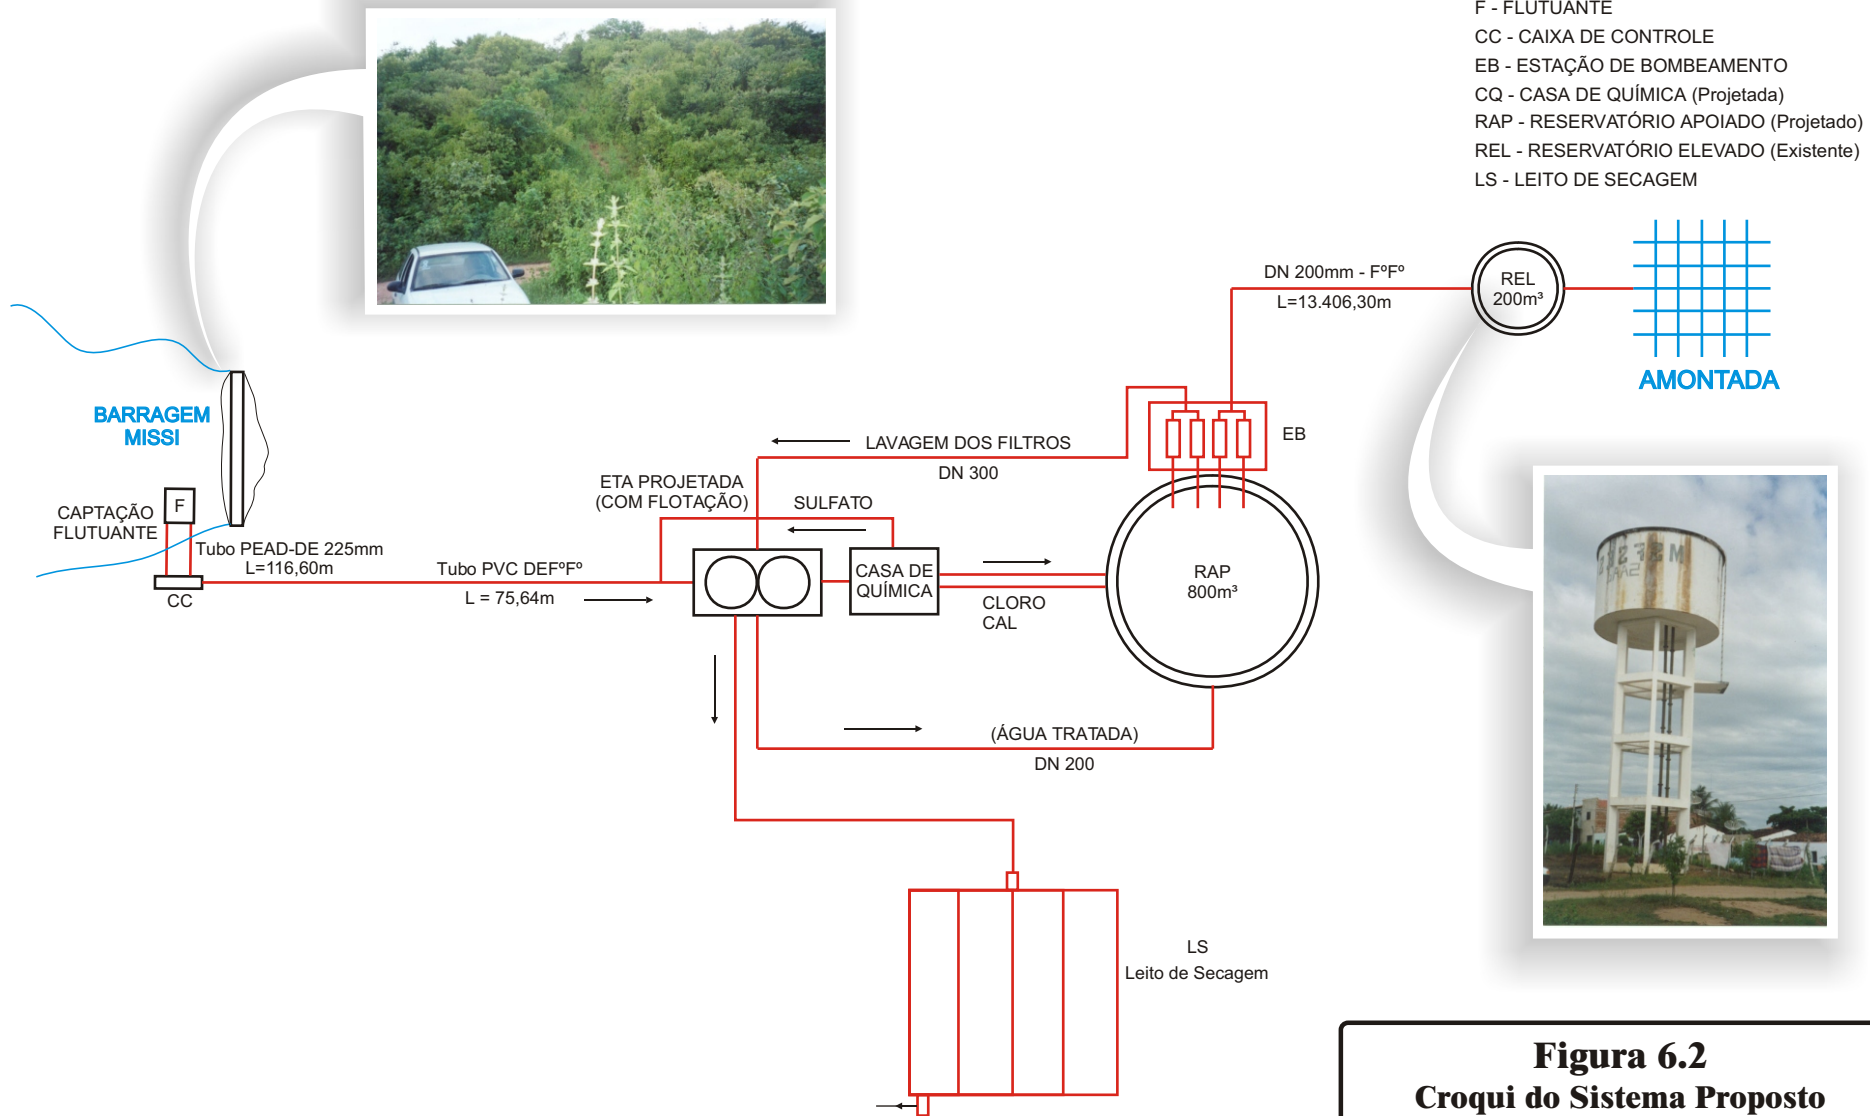 F - FLUTUANTE
CC - CAIXA DE CONTROLE
EB - ESTAÇÃO DE BOMBEAMENTO
CQ - CASA DE QUÍMICA (Projetada)
RAP - RESERVATÓRIO APOIADO (Projetado)
REL - RESERVATÓRIO ELEVADO (Existente)
LS - LEITO DE SECAGEM
DN 200mm - FºFº
L=13.406,30m
REL
200m³
AMONTADA
BARRAGEM
MISSI
EB
LAVAGEM DOS FILTROS
DN 300
ETA PROJETADA
(COM FLOTAÇÃO)
SULFATO
CAPTAÇÃO
FLUTUANTE
F
Tubo PEAD-DE 225mm
L=116,60m
CC
Tubo PVC DEFºFº
L = 75,64m
CASA DE
QUÍMICA
CLORO
CAL
RAP
800m³
(ÁGUA TRATADA)
DN 200
LS
Leito de Secagem
Figura 6.2
Croqui do Sistema Proposto